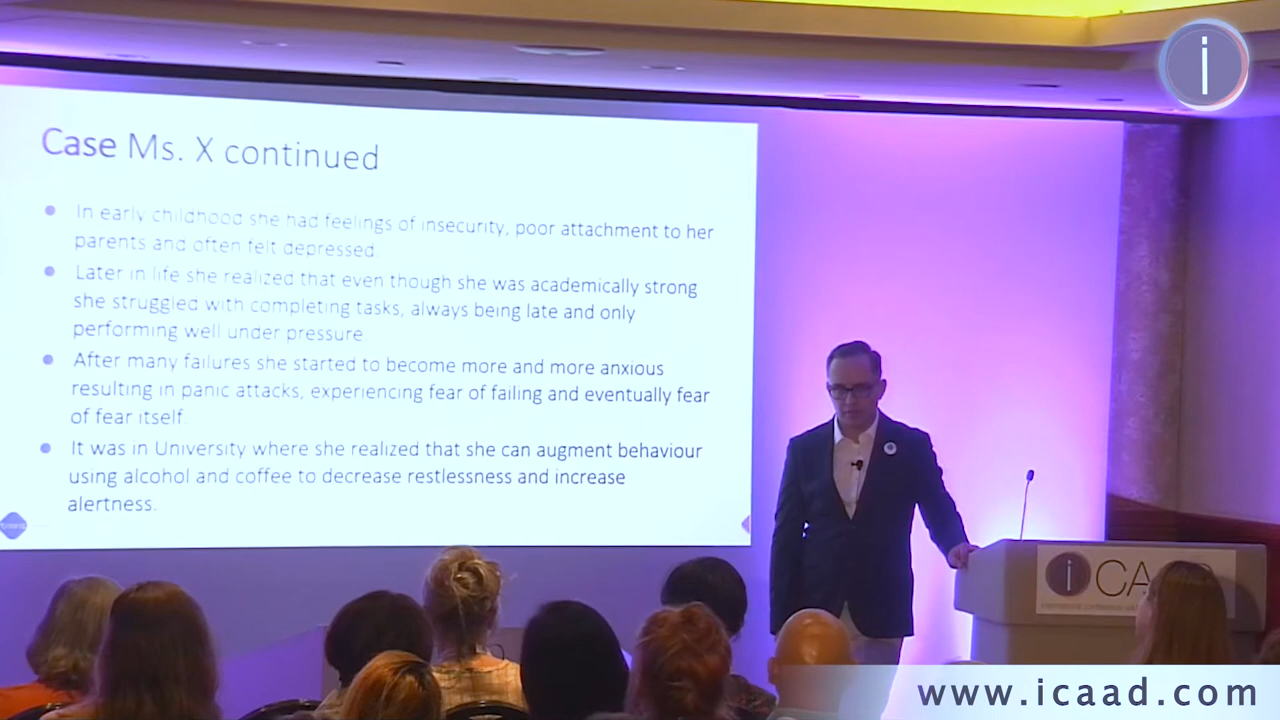 i
Case Ms. X continued
In early childhood she had feelings of insecurity, poor attachment to her
parents and often felt depressed.
Later in life she realized that even though she was academically strong
she struggled with completing tasks, always being late and only
performing well under pressure.
After many failures she started to become more and more anxious
resulting in panic attacks, experiencing fear of failing and eventually fear
of fear itself.
It was in University where she realized that she can augment behaviour
using alcohol and coffee to decrease restlessness and increase
alertness.
i CA
www.icaad.com